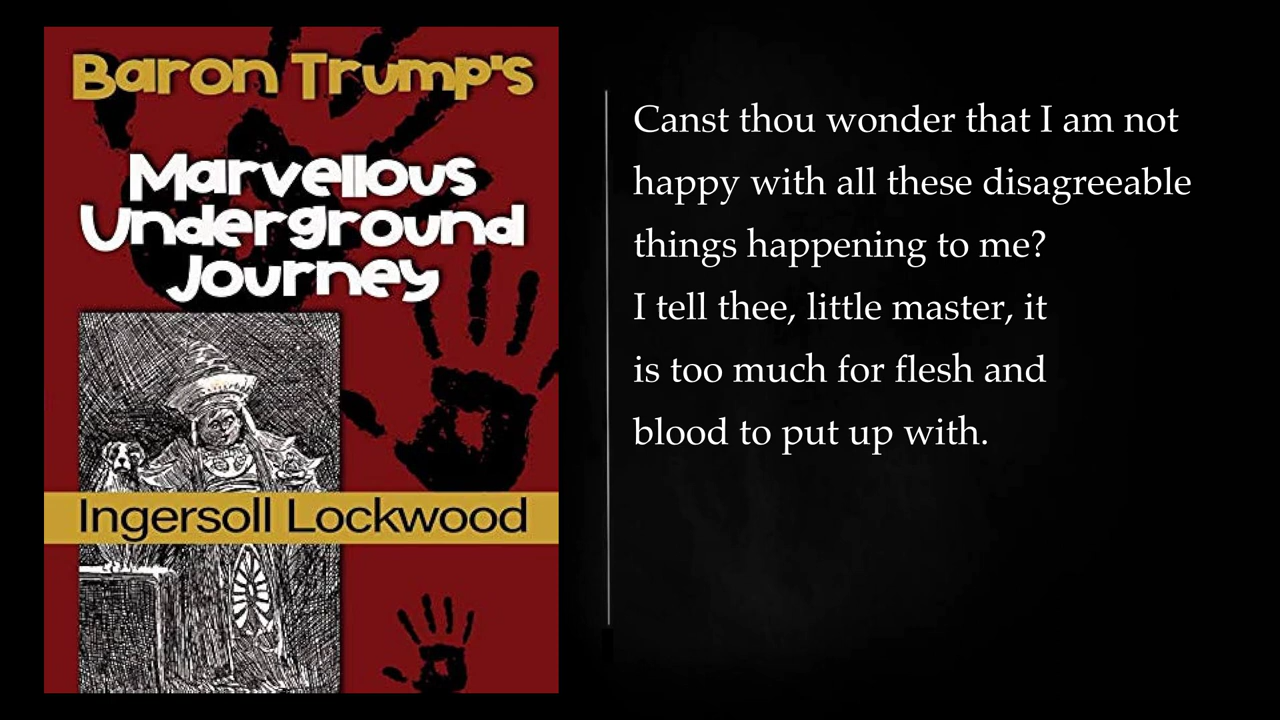 Baron Trump's
Marvellous
Underground
Journey
Ingersoll Lockwood
Canst thou wonder that I am not
happy with all these disagreeable
things happening to me?
I tell thee, little master, it
is too much for flesh and
blood to put up with.